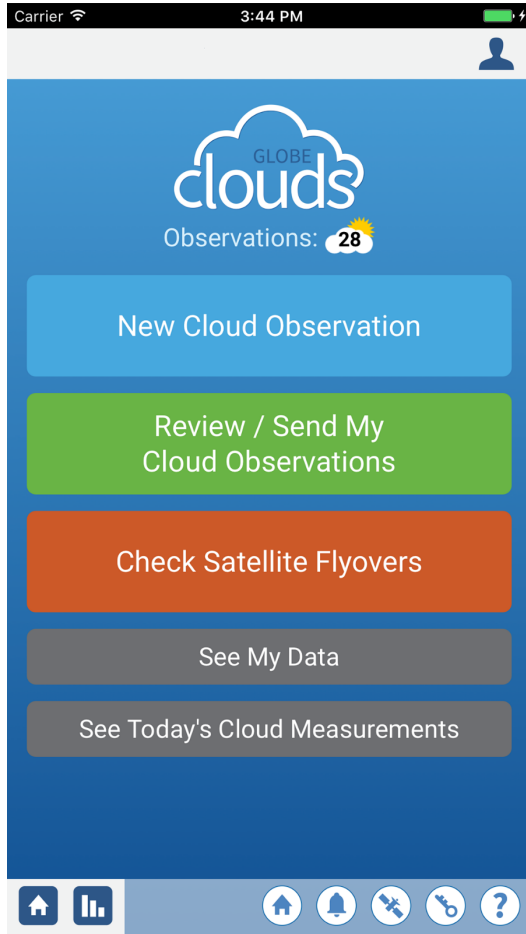 Carrier 3:44 PM
GLOBE
clouds
Observations: 28
New Cloud Observation
Review / Send My
Cloud Observations
Check Satellite Flyovers
See My Data
See Today's Cloud Measurements
?